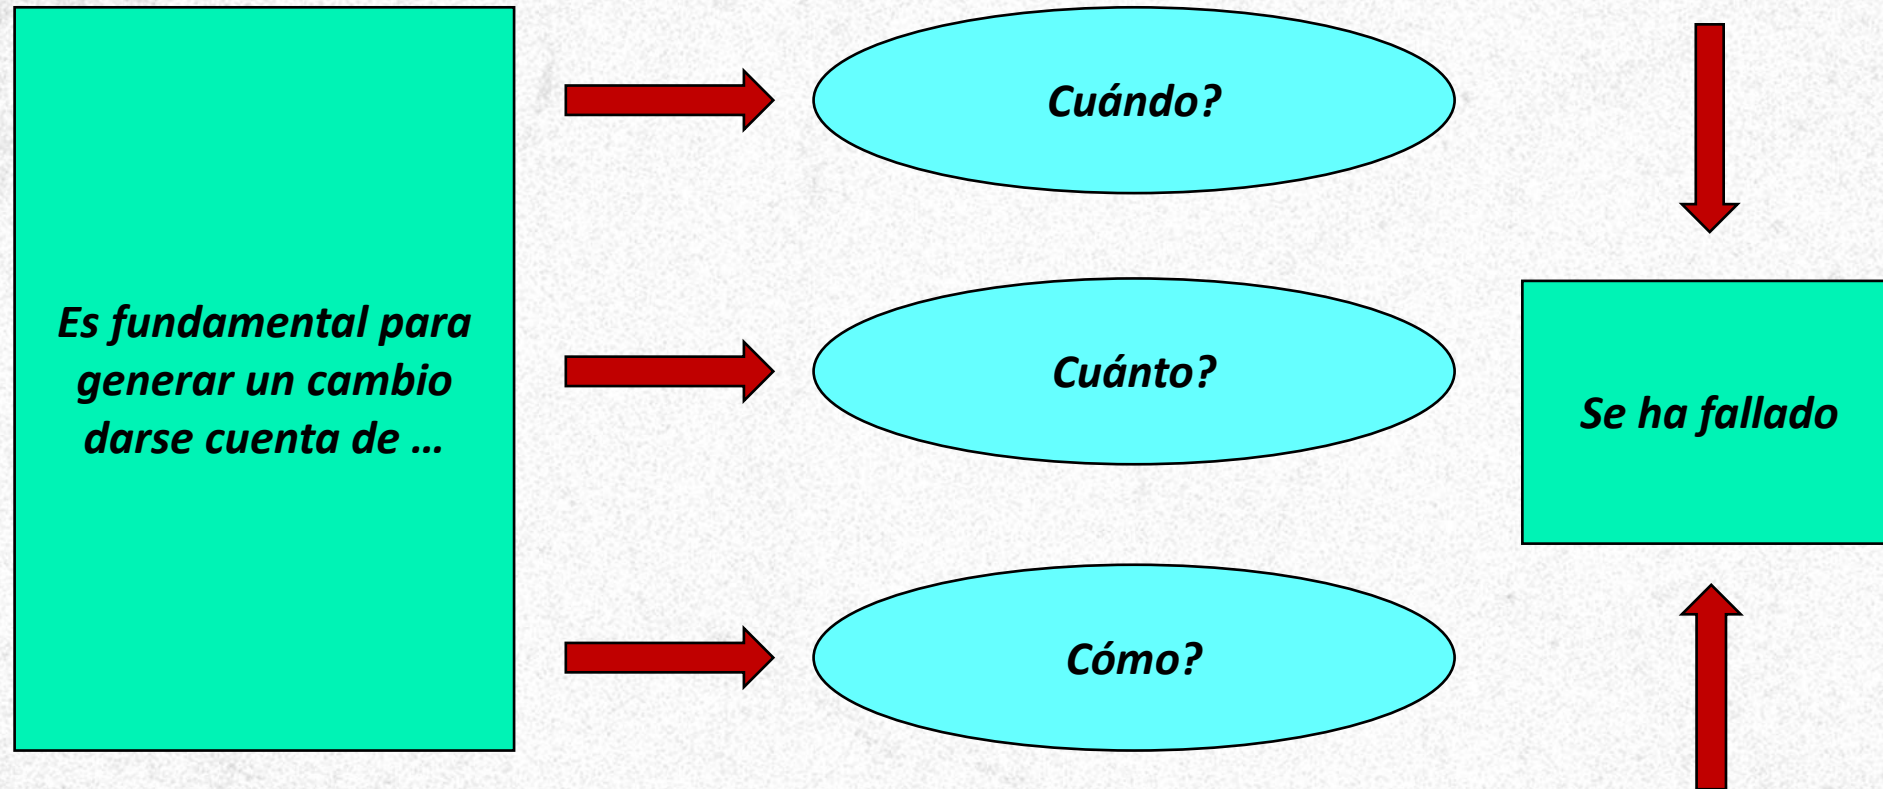 Es fundamental para
generar un cambio
darse cuenta de ...
Cuándo?
Cuánto?
Cómo?
Se ha fallado